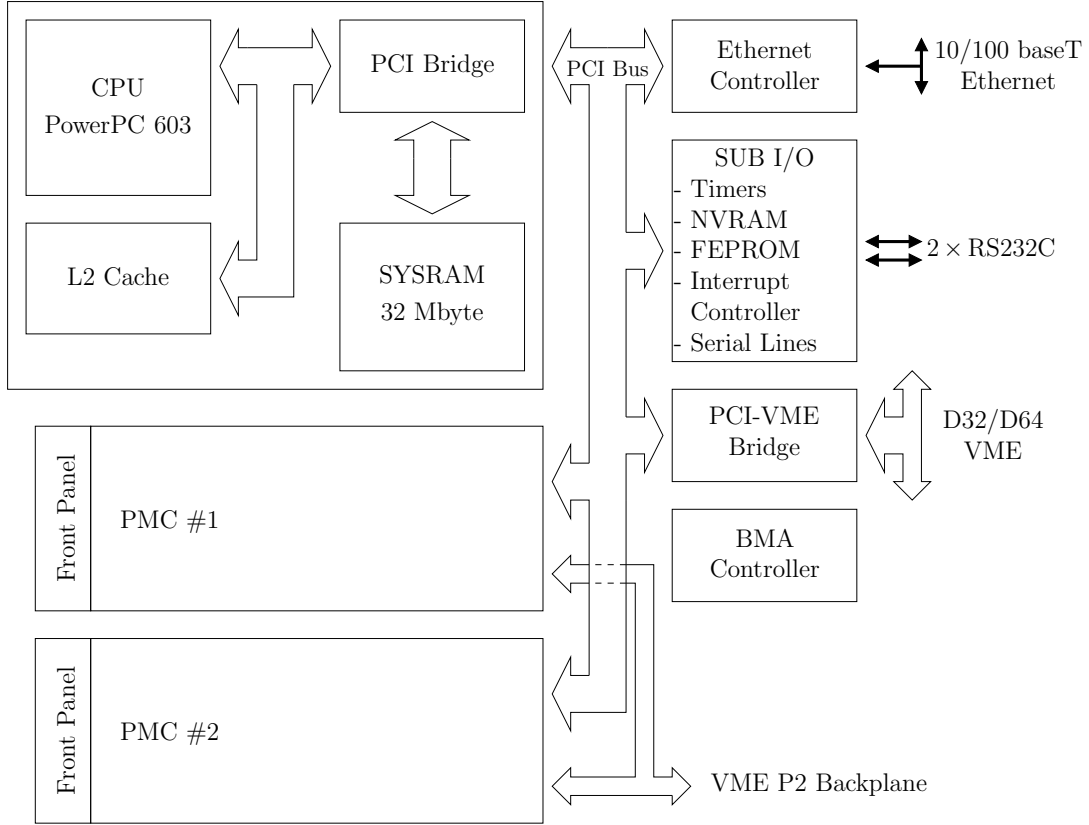 CPU
PowerPC 603
PCI Bridge
PCI Bus
Ethernet
Controller
10/100 baseT
Ethernet
L2 Cache
SYSRAM
32 Mbyte
SUB I/O
- Timers
- NVRAM
- FEPROM
- Interrupt
Controller
- Serial Lines
2 × RS232C
PCI-VME
Bridge
D32/D64
VME
Front Panel
PMC #1
BMA
Controller
Front Panel
PMC #2
VME P2 Backplane